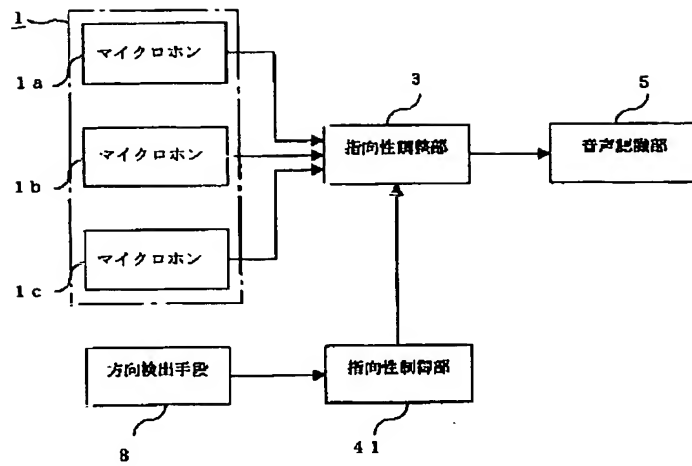 1
マイクロホン
1a
3
5
指向性調整部
音声認識部
マイクロホン
1b
マイクロホン
1c
方向検出手段
指向性制御部
8
41